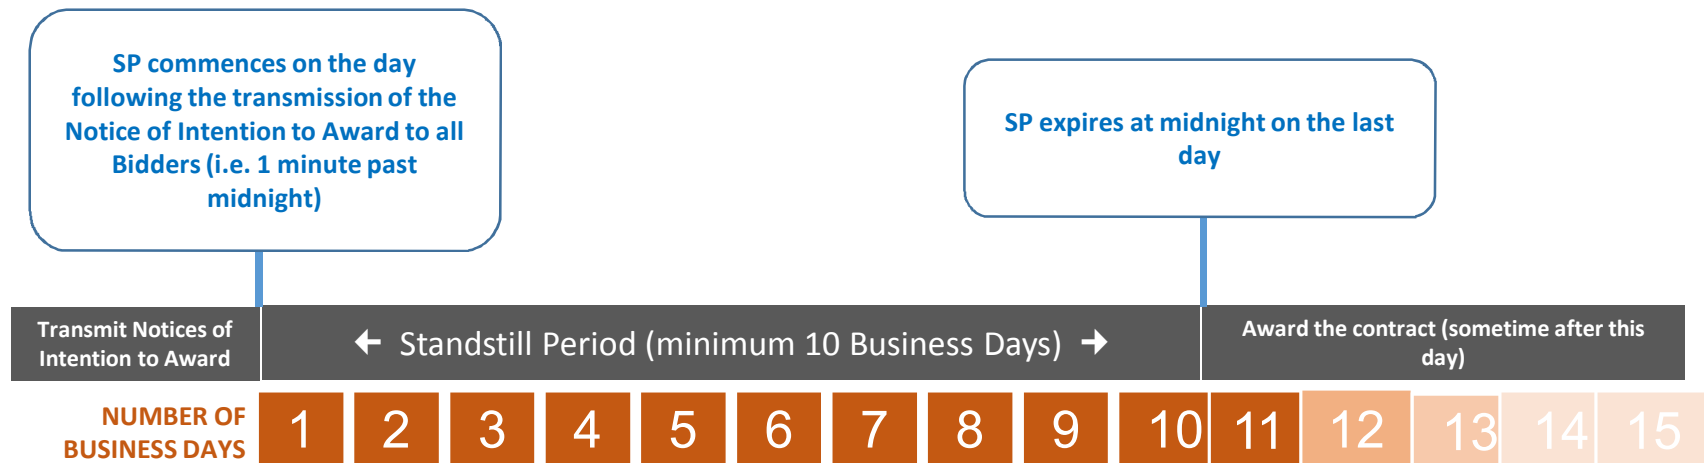 SP commences on the day
following the transmission of the
Notice of Intention to Award to all
Bidders (i.e. 1 minute past
midnight)
SP expires at midnight on the last
day
Transmit Notices of
Intention to Award
← Standstill Period (minimum 10 Business Days) →
Award the contract (sometime after this
day)
NUMBER OF
BUSINESS DAYS
1 2 3 4 5 6 7 8 9 10 11 12 13 14 15